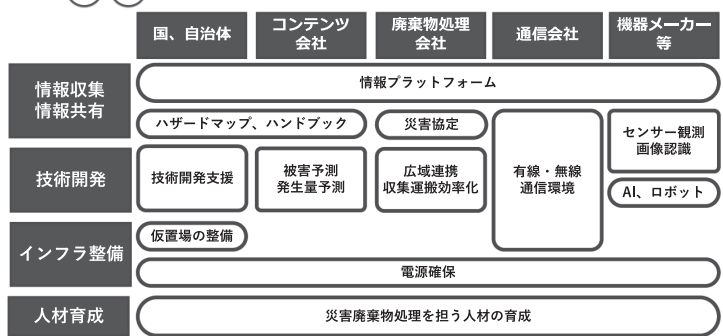 国、自治体
コンテンツ
会社
廃棄物処理
会社
通信会社
機器メーカー
等
情報収集
情報共有
情報プラットフォーム
ハザードマップ、ハンドブック
災害協定
有線・無線
通信環境
センサー観測
画像認識
技術開発
技術開発支援
被害予測
発生量予測
広域連携
収集運搬効率化
AI、ロボット
インフラ整備
仮置場の整備
電源確保
人材育成
災害廃棄物処理を担う人材の育成